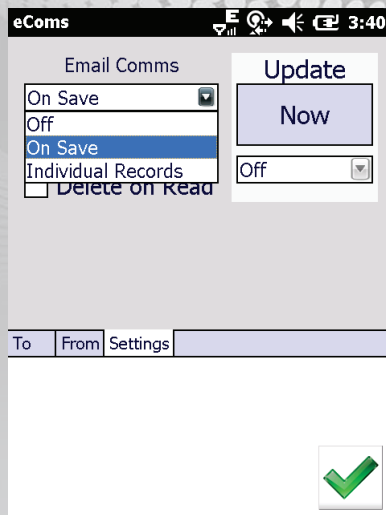 eComs E 3:40
Email Comms
Update
On Save
Now
Off
On Save
Individual Records
Off
Delete on Read
To From Settings